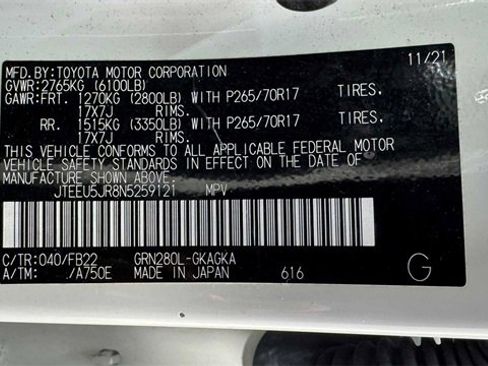 11/21
MFD.BY:TOYOTA MOTOR CORPORATION
GVWR:2765KG (6100LB)
GAWR:FRT. 1270KG (2800LB) WITH P265/70R17 TIRES,
17X7J RIMS.
RR. 1515KG (3350LB) WITH P265/70R17 TIRES,
17X7J RIMS.
THIS VEHICLE CONFORMS TO ALL APPLICABLE FEDERAL MOTOR
VEHICLE SAFETY STANDARDS IN EFFECT ON THE DATE OF
MANUFACTURE SHOWN ABOVE.
JTEEU5JR8N5259121 MPV
C/TR:040/FB22 GRN280L-GKAGKA
A/TM: /A750E MADE IN JAPAN 616
G